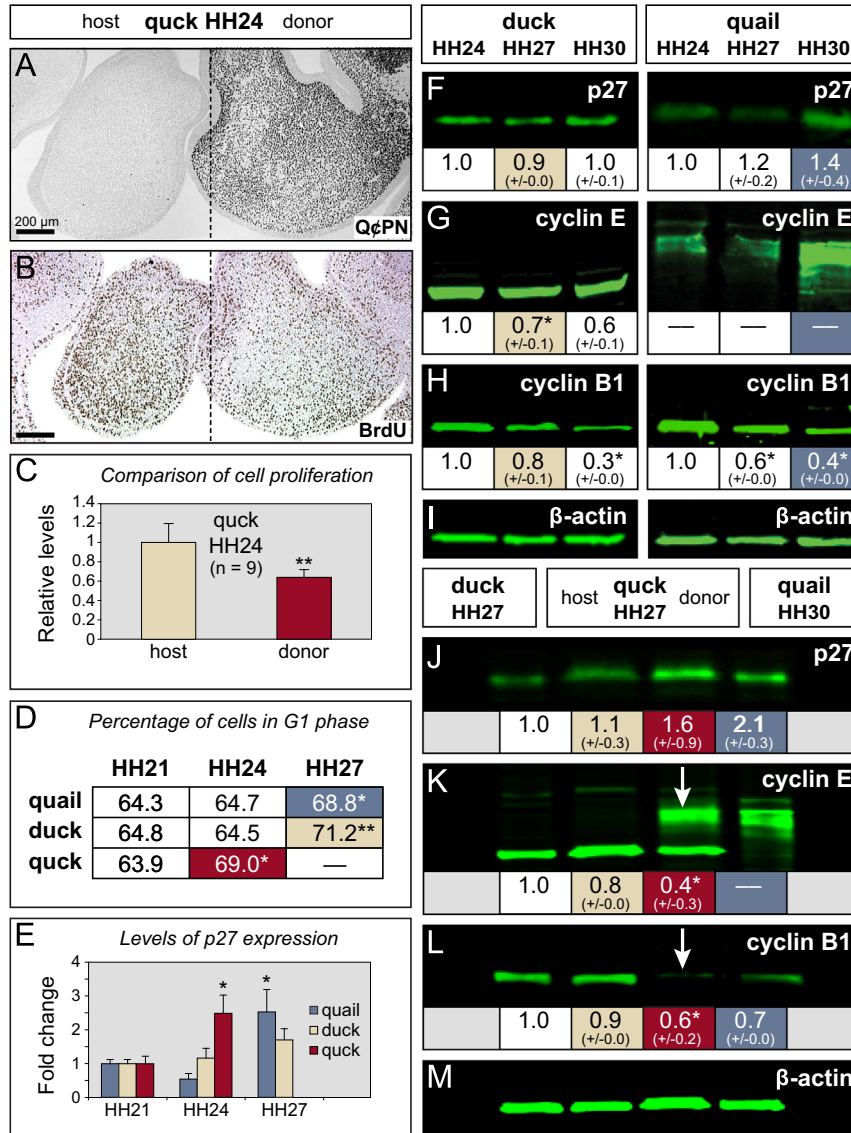 host quck HH24 donor
A
200 µm
Q¢PN
B
BrdU
C
Comparison of cell proliferation
Relative levels
1.4
1.2
1
0.8
0.6
0.4
0.2
0
quck
HH24
(n = 9)
**
host
donor
D
Percentage of cells in G1 phase
HH21 HH24 HH27
quail 64.3 64.7 68.8*
duck 64.8 64.5 71.2**
quck 63.9 69.0* —
E
Levels of p27 expression
Fold change
4
3
2
1
0
* *
quail
duck
quck
HH21 HH24 HH27
duck
HH24 HH27 HH30
quail
HH24 HH27 HH30
F
p27
p27
1.0 0.9 1.0 1.0 1.2 1.4
(+/-0.0) (+/-0.1) (+/-0.2) (+/-0.4)
G
cyclin E
cyclin E
1.0 0.7* 0.6 — — —
(+/-0.1) (+/-0.1)
H
cyclin B1
cyclin B1
1.0 0.8 0.3* 1.0 0.6* 0.4*
(+/-0.1) (+/-0.0) (+/-0.0) (+/-0.0)
I
ß-actin
ß-actin
duck
HH27
host quck donor
HH27
quail
HH30
J
p27
1.0 1.1 1.6 2.1
(+/-0.3) (+/-0.9) (+/-0.3)
K
cyclin E
1.0 0.8 0.4* —
(+/-0.0) (+/-0.3)
L
cyclin B1
1.0 0.9 0.6* 0.7
(+/-0.0) (+/-0.2) (+/-0.0)
M
ß-actin